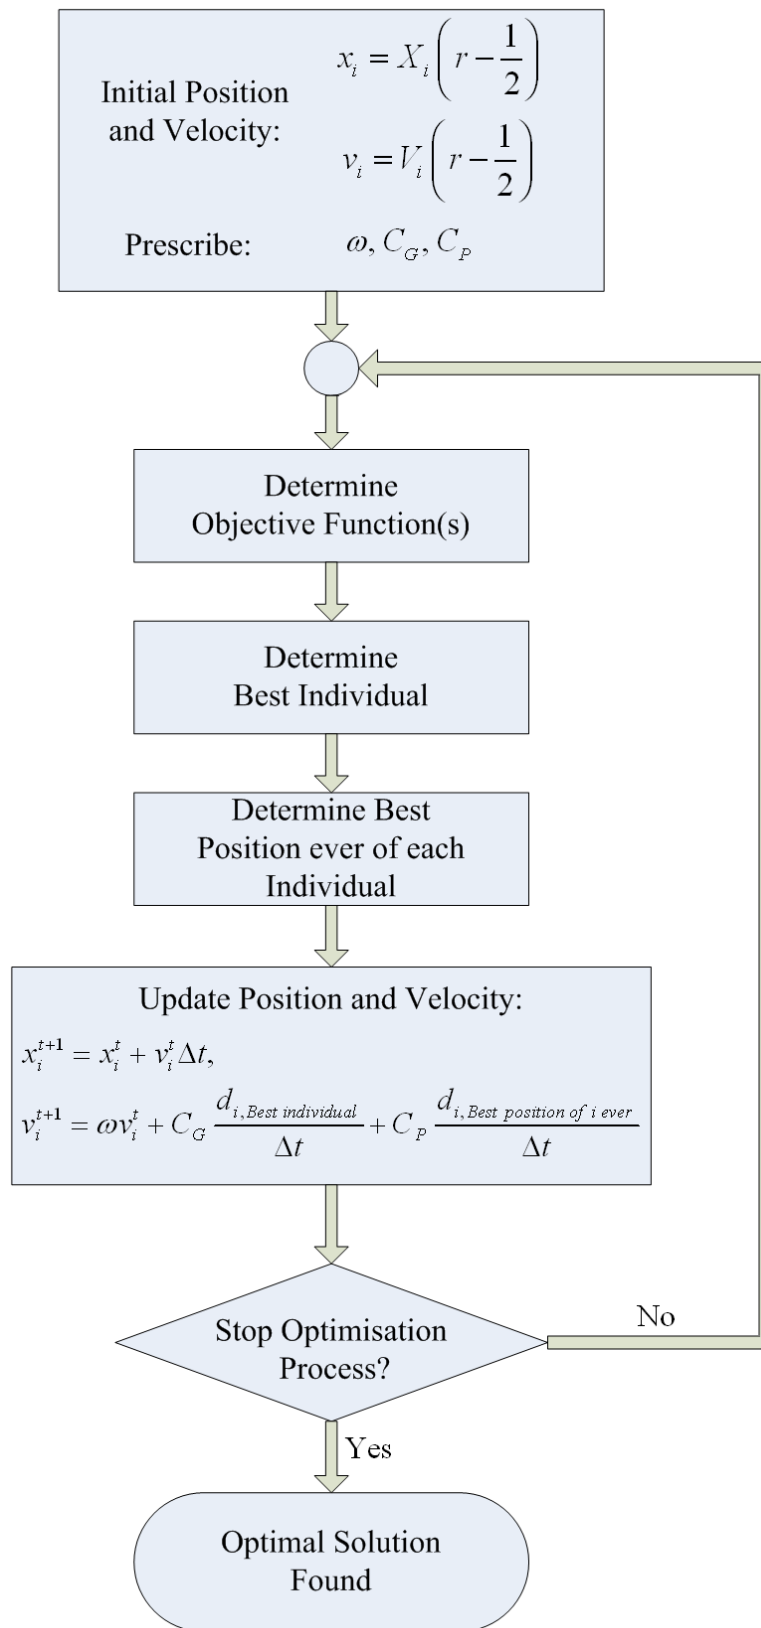 Initial Position
and Velocity:
x_i = X_i ( r − 1/2 )
v_i = V_i ( r − 1/2 )
Prescribe: ω, C_G, C_P
Determine
Objective Function(s)
Determine
Best Individual
Determine Best
Position ever of each
Individual
Update Position and Velocity:
x_i^{t+1} = x_i^t + v_i^t Δt,
v_i^{t+1} = ωv_i^t + C_G d_{i,Best individual}/Δt + C_P d_{i,Best position of i ever}/Δt
Stop Optimisation
Process?
No
Yes
Optimal Solution
Found